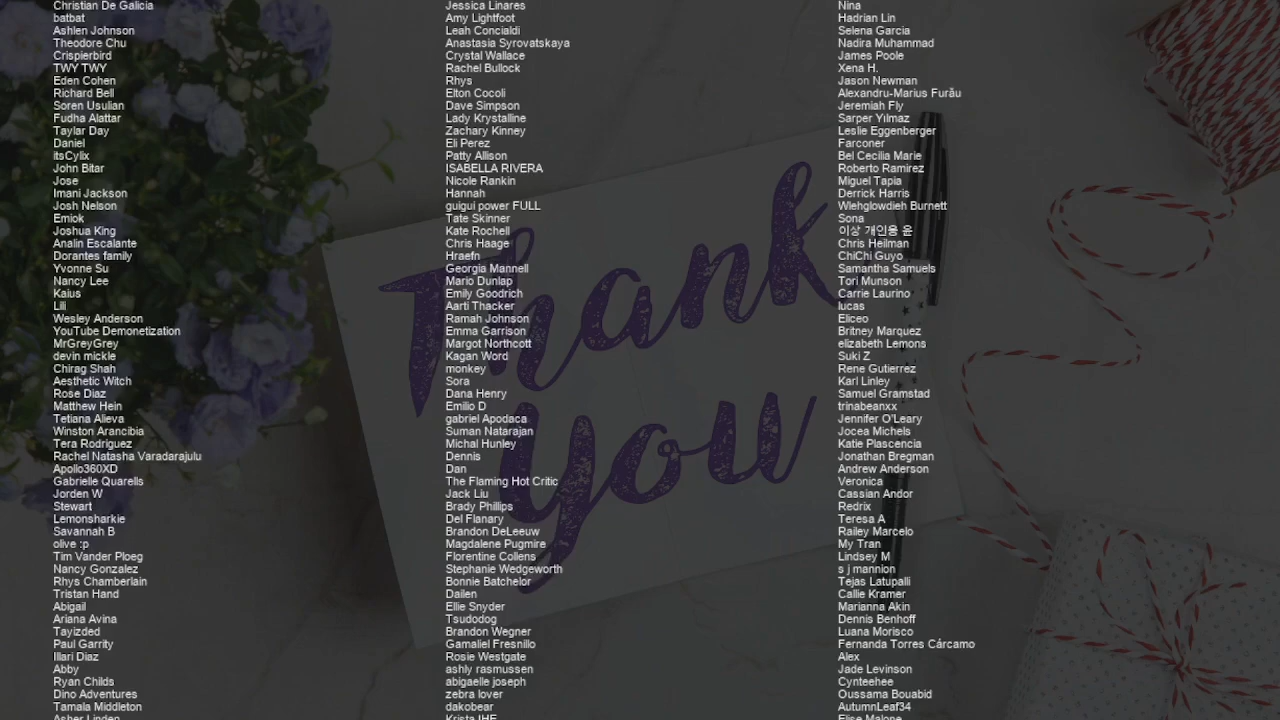 Christian De Galicia
batbat
Ashlen Johnson
Theodore Chu
Crispierbird
TWY TWY
Eden Cohen
Richard Bell
Soren Usulian
Fudha Alattar
Taylar Day
Daniel
itsCylix
John Bitar
Jose
Imani Jackson
Josh Nelson
Emiok
Joshua King
Analin Escalante
Dorantes family
Yvonne Su
Nancy Lee
Kaius
Lili
Wesley Anderson
YouTube Demonetization
MrGreyGrey
devin mickle
Chirag Shah
Aesthetic Witch
Rose Diaz
Matthew Hein
Tetiana Alieva
Winston Arancibia
Tera Rodriguez
Rachel Natasha Varadarajulu
Apollo360XD
Gabrielle Quarells
Jorden W
Stewart
Lemonsharkie
Savannah B
olive :p
Tim Vander Ploeg
Nancy Gonzalez
Rhys Chamberlain
Tristan Hand
Abigail
Ariana Avina
Tayizded
Paul Garrity
Illari Diaz
Abby
Ryan Childs
Dino Adventures
Tamala Middleton
Asher Linden
Jessica Linares
Amy Lightfoot
Leah Concialdi
Anastasia Syrovatskaya
Crystal Wallace
Rachel Bullock
Rhys
Elton Cocoli
Dave Simpson
Lady Krystalline
Zachary Kinney
Eli Perez
Patty Allison
ISABELLA RIVERA
Nicole Rankin
Hannah
guigui power FULL
Tate Skinner
Kate Rochell
Chris Haage
Hraefn
Georgia Mannell
Mario Dunlap
Emily Goodrich
Aarti Thacker
Ramah Johnson
Emma Garrison
Margot Northcott
Kagan Word
monkey
Sora
Dana Henry
Emilio D
gabriel Apodaca
Suman Natarajan
Michal Hunley
Dennis
Dan
The Flaming Hot Critic
Jack Liu
Brady Phillips
Del Flanary
Brandon DeLeeuw
Magdalene Pugmire
Florentine Collens
Stephanie Wedgeworth
Bonnie Batchelor
Dailen
Ellie Snyder
Tsudodog
Brandon Wegner
Gamaliel Fresnillo
Rosie Westgate
ashly rasmussen
abigaelle joseph
zebra lover
dakobear
Krista IHE
Nina
Hadrian Lin
Selena Garcia
Nadira Muhammad
James Poole
Xena H.
Jason Newman
Alexandru-Marius Furău
Jeremiah Fly
Sarper Yılmaz
Leslie Eggenberger
Farconer
Bel Cecilia Marie
Roberto Ramirez
Miguel Tapia
Derrick Harris
Wlehglowdieh Burnett
Sona
이상 개인용 윤
Chris Heilman
ChiChi Guyo
Samantha Samuels
Tori Munson
Carrie Laurino
lucas
Eliceo
Britney Marquez
elizabeth Lemons
Suki Z
Rene Gutierrez
Karl Linley
Samuel Gramstad
trinabeanxx
Jennifer O'Leary
Jocea Michels
Katie Plascencia
Jonathan Bregman
Andrew Anderson
Veronica
Cassian Andor
Redrix
Teresa A
Railey Marcelo
My Tran
Lindsey M
s j mannion
Tejas Latupalli
Callie Kramer
Marianna Akin
Dennis Benhoff
Luana Morisco
Fernanda Torres Cárcamo
Alex
Jade Levinson
Cynteehee
Oussama Bouabid
AutumnLeaf34
Elise Malone
Thank
you